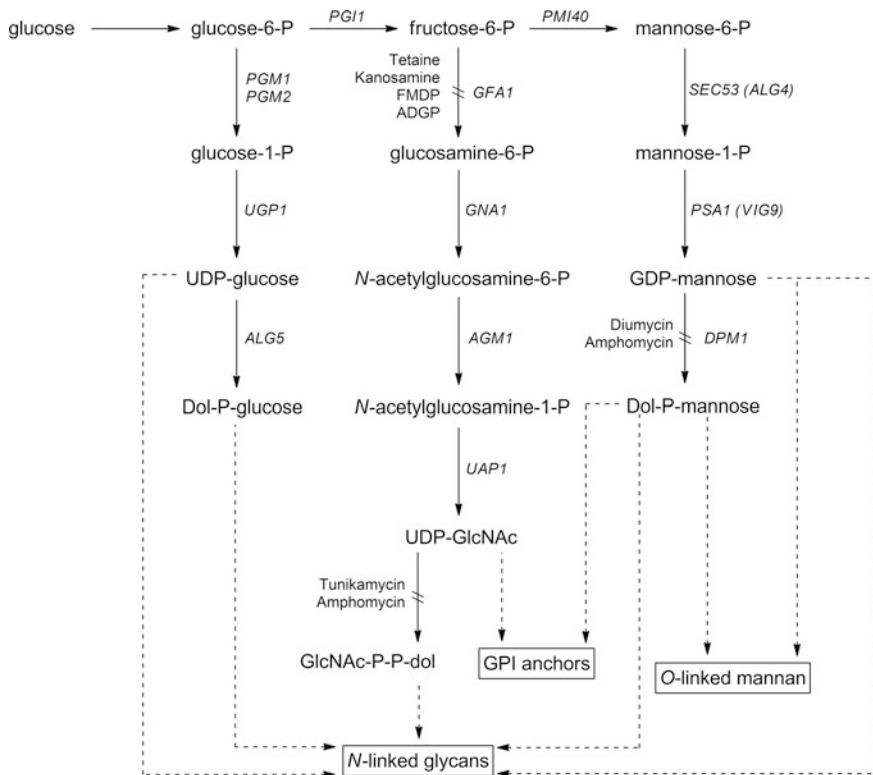 glucose glucose-6-P PGI1 fructose-6-P PMI40 mannose-6-P
PGM1
PGM2
Tetaine
Kanosamine
FMDP
ADGP
GFA1
SEC53 (ALG4)
glucose-1-P glucosamine-6-P mannose-1-P
UGP1 GNA1 PSA1 (VIG9)
UDP-glucose N-acetylglucosamine-6-P GDP-mannose
ALG5 AGM1
Diumycin
Amphomycin
DPM1
Dol-P-glucose N-acetylglucosamine-1-P Dol-P-mannose
UAP1
UDP-GlcNAc
Tunikamycin
Amphomycin
GlcNAc-P-P-dol GPI anchors O-linked mannan
N-linked glycans